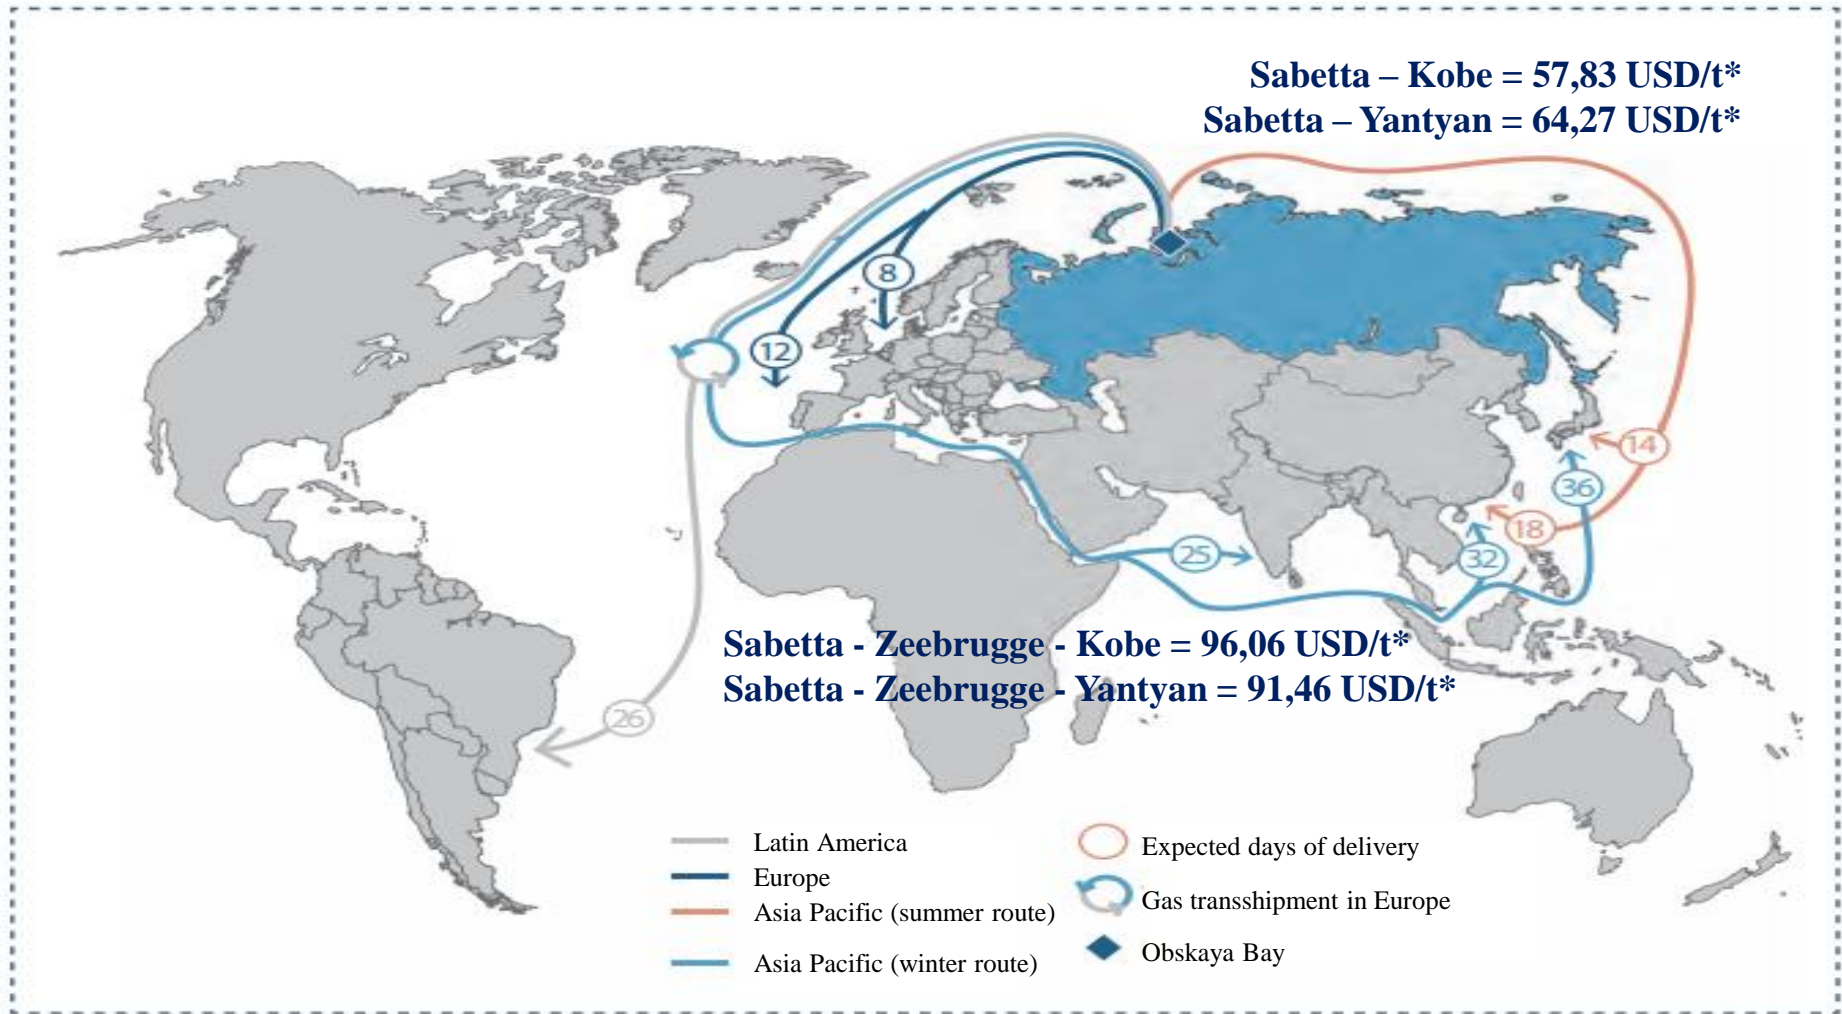 Sabetta – Kobe = 57,83 USD/t*
Sabetta – Yantyan = 64,27 USD/t*
8
12
14
36
18
32
25
Sabetta - Zeebrugge - Kobe = 96,06 USD/t*
Sabetta - Zeebrugge - Yantyan = 91,46 USD/t*
26
Latin America
Europe
Asia Pacific (summer route)
Asia Pacific (winter route)
Expected days of delivery
Gas transshipment in Europe
Obskaya Bay